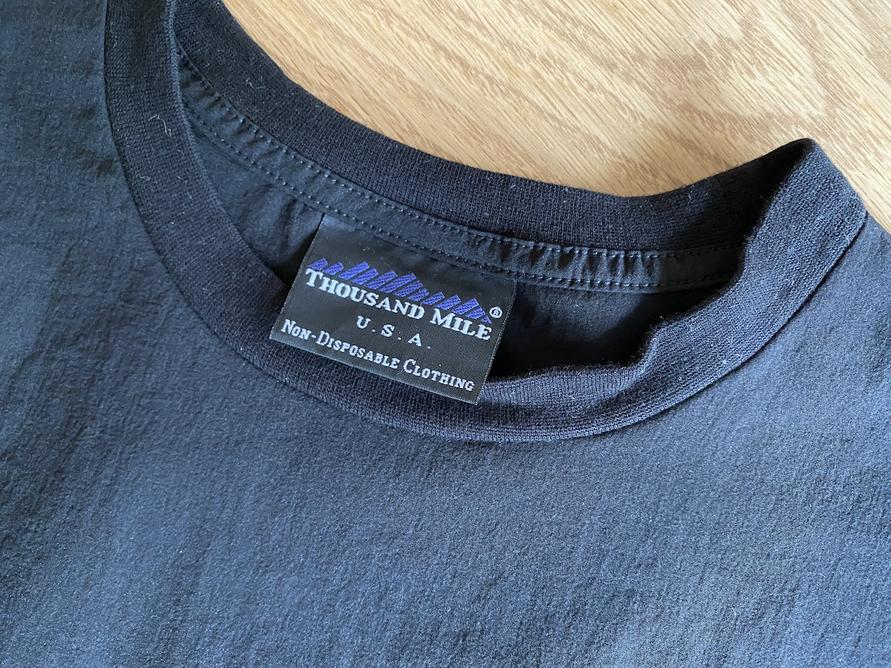 Thousand Mile®
U.S.A.
Non-Disposable Clothing